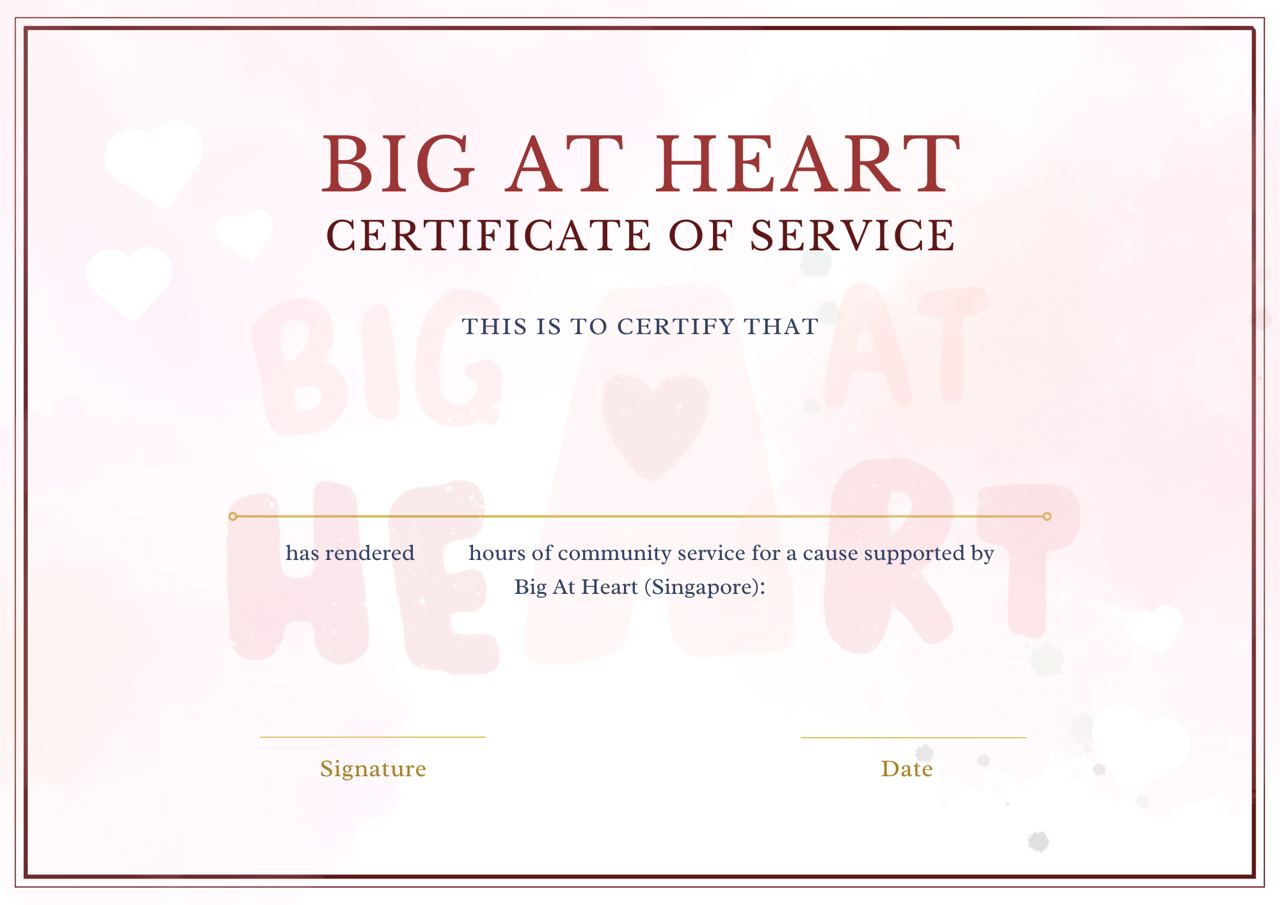 BIG AT HEART
CERTIFICATE OF SERVICE
BIG AT
THIS IS TO CERTIFY THAT
HEART
has rendered hours of community service for a cause supported by
Big At Heart (Singapore):
Signature
Date